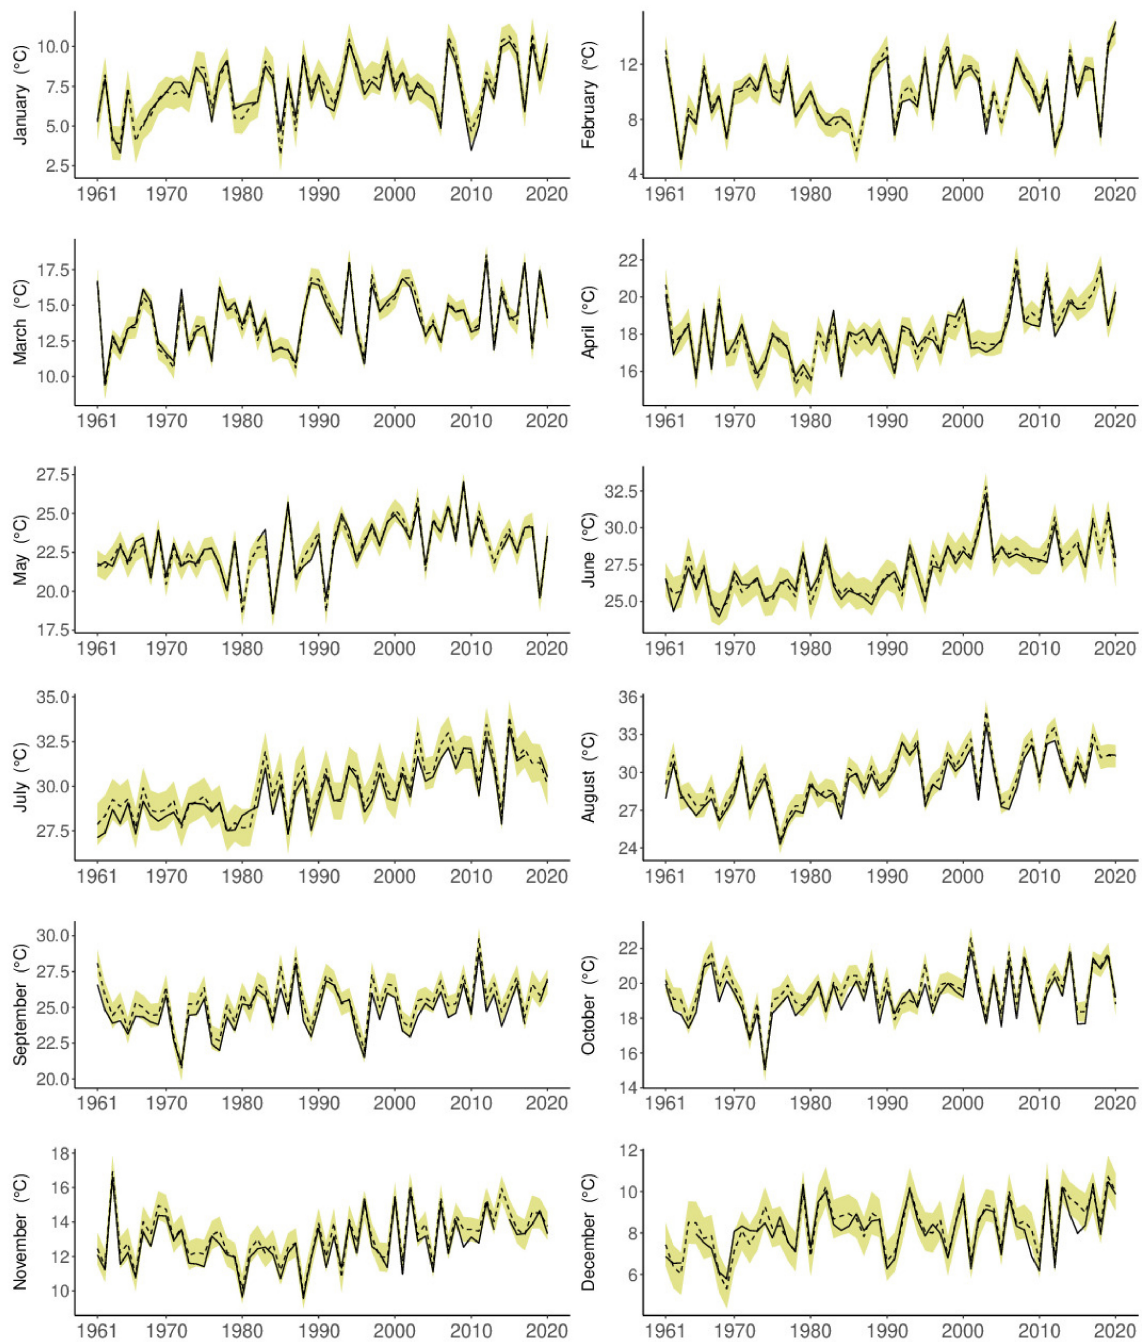 January (°C)
10.0
7.5
5.0
2.5
1961 1970 1980 1990 2000 2010 2020
February (°C)
12
8
4
1961 1970 1980 1990 2000 2010 2020
March (°C)
17.5
15.0
12.5
10.0
1961 1970 1980 1990 2000 2010 2020
April (°C)
22
20
18
16
1961 1970 1980 1990 2000 2010 2020
May (°C)
27.5
25.0
22.5
20.0
17.5
1961 1970 1980 1990 2000 2010 2020
June (°C)
32.5
30.0
27.5
25.0
1961 1970 1980 1990 2000 2010 2020
July (°C)
35.0
32.5
30.0
27.5
1961 1970 1980 1990 2000 2010 2020
August (°C)
36
33
30
27
24
1961 1970 1980 1990 2000 2010 2020
September (°C)
30.0
27.5
25.0
22.5
20.0
1961 1970 1980 1990 2000 2010 2020
October (°C)
22
20
18
16
14
1961 1970 1980 1990 2000 2010 2020
November (°C)
18
16
14
12
10
1961 1970 1980 1990 2000 2010 2020
December (°C)
12
10
8
6
1961 1970 1980 1990 2000 2010 2020